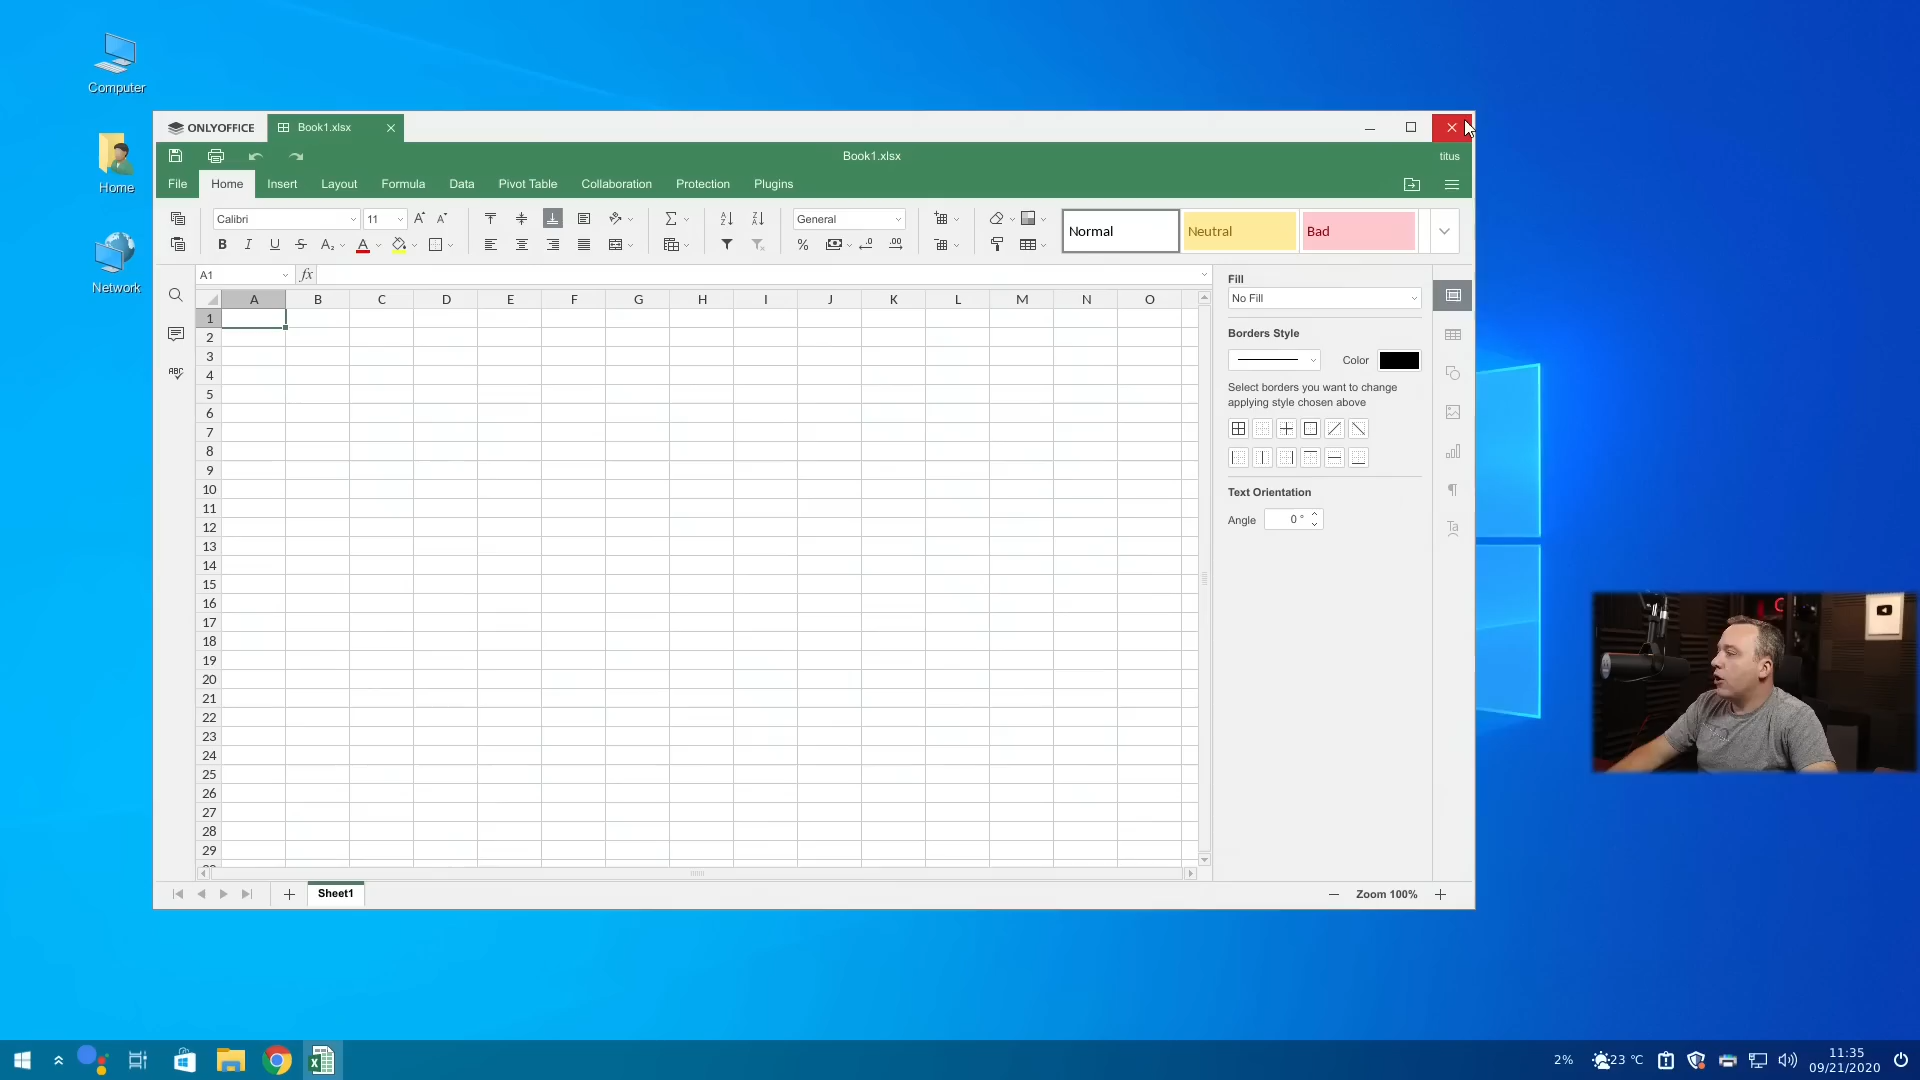 Computer
Home
Network
ONLYOFFICE
Book1.xlsx
Book1.xlsx
titus
File Home Insert Layout Formula Data Pivot Table Collaboration Protection Plugins
Calibri 11 General Normal Neutral Bad
A1 fx
A B C D E F G H I J K L M N O
1
2
3
4
5
6
7
8
9
10
11
12
13
14
15
16
17
18
19
20
21
22
23
24
25
26
27
28
29
Fill
No Fill
Borders Style
Color
Select borders you want to change
applying style chosen above
Text Orientation
Angle 0 °
Sheet1
Zoom 100%
2% 23 °C 11:35
09/21/2020